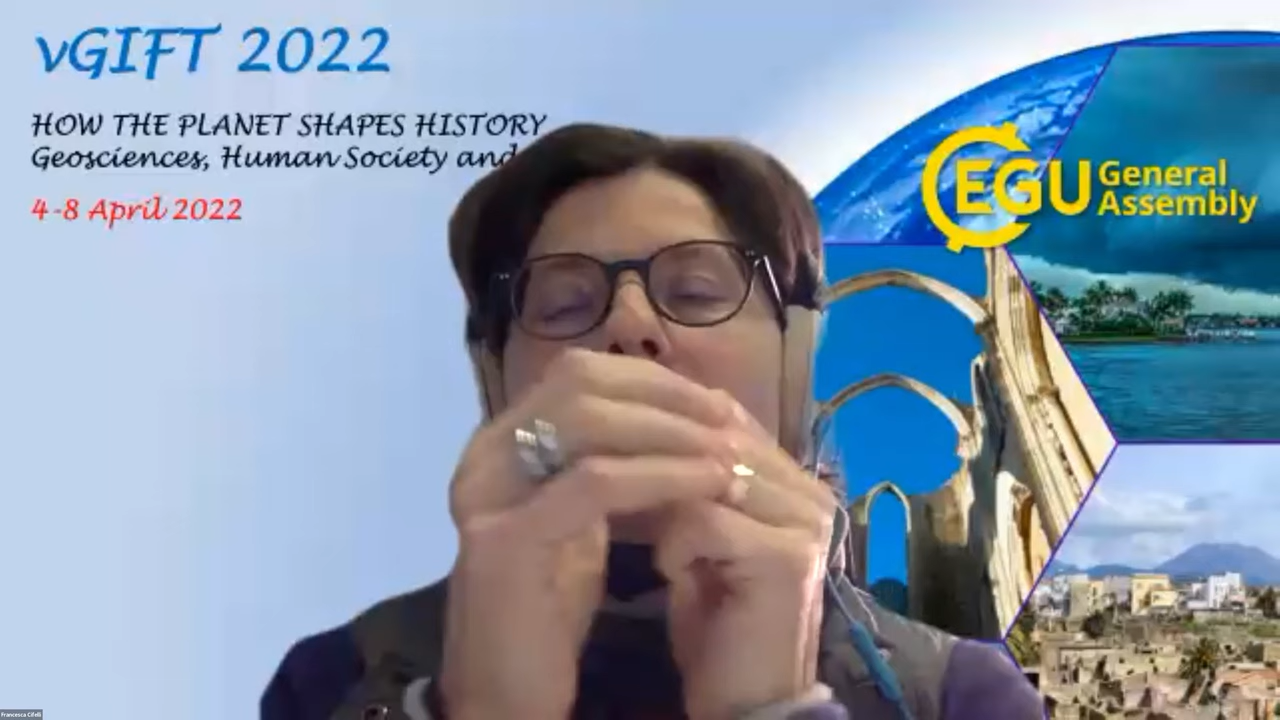 vGIFT 2022
HOW THE PLANET SHAPES HISTORY
Geosciences, Human Society and
4-8 April 2022
EGU General
Assembly
Francesca Cifelli